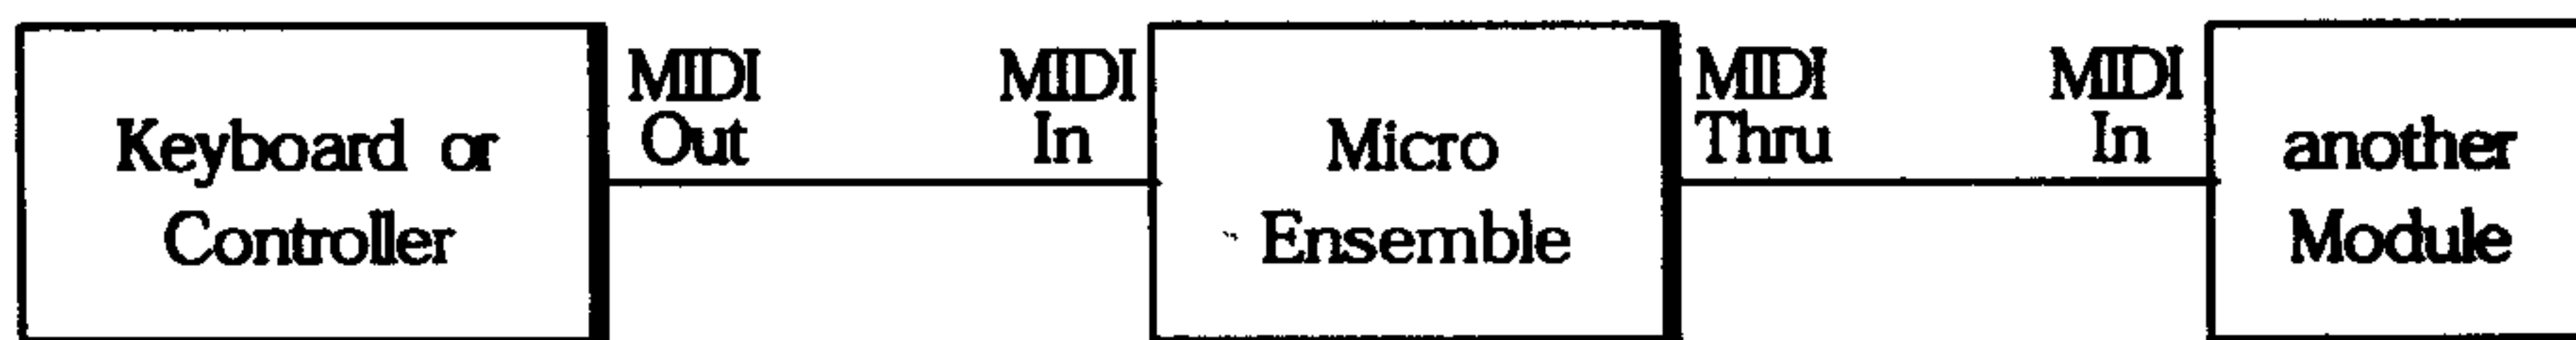 Keyboard or
Controller
MIDI
Out
MIDI
In
Micro
Ensemble
MIDI
Thru
MIDI
In
another
Module